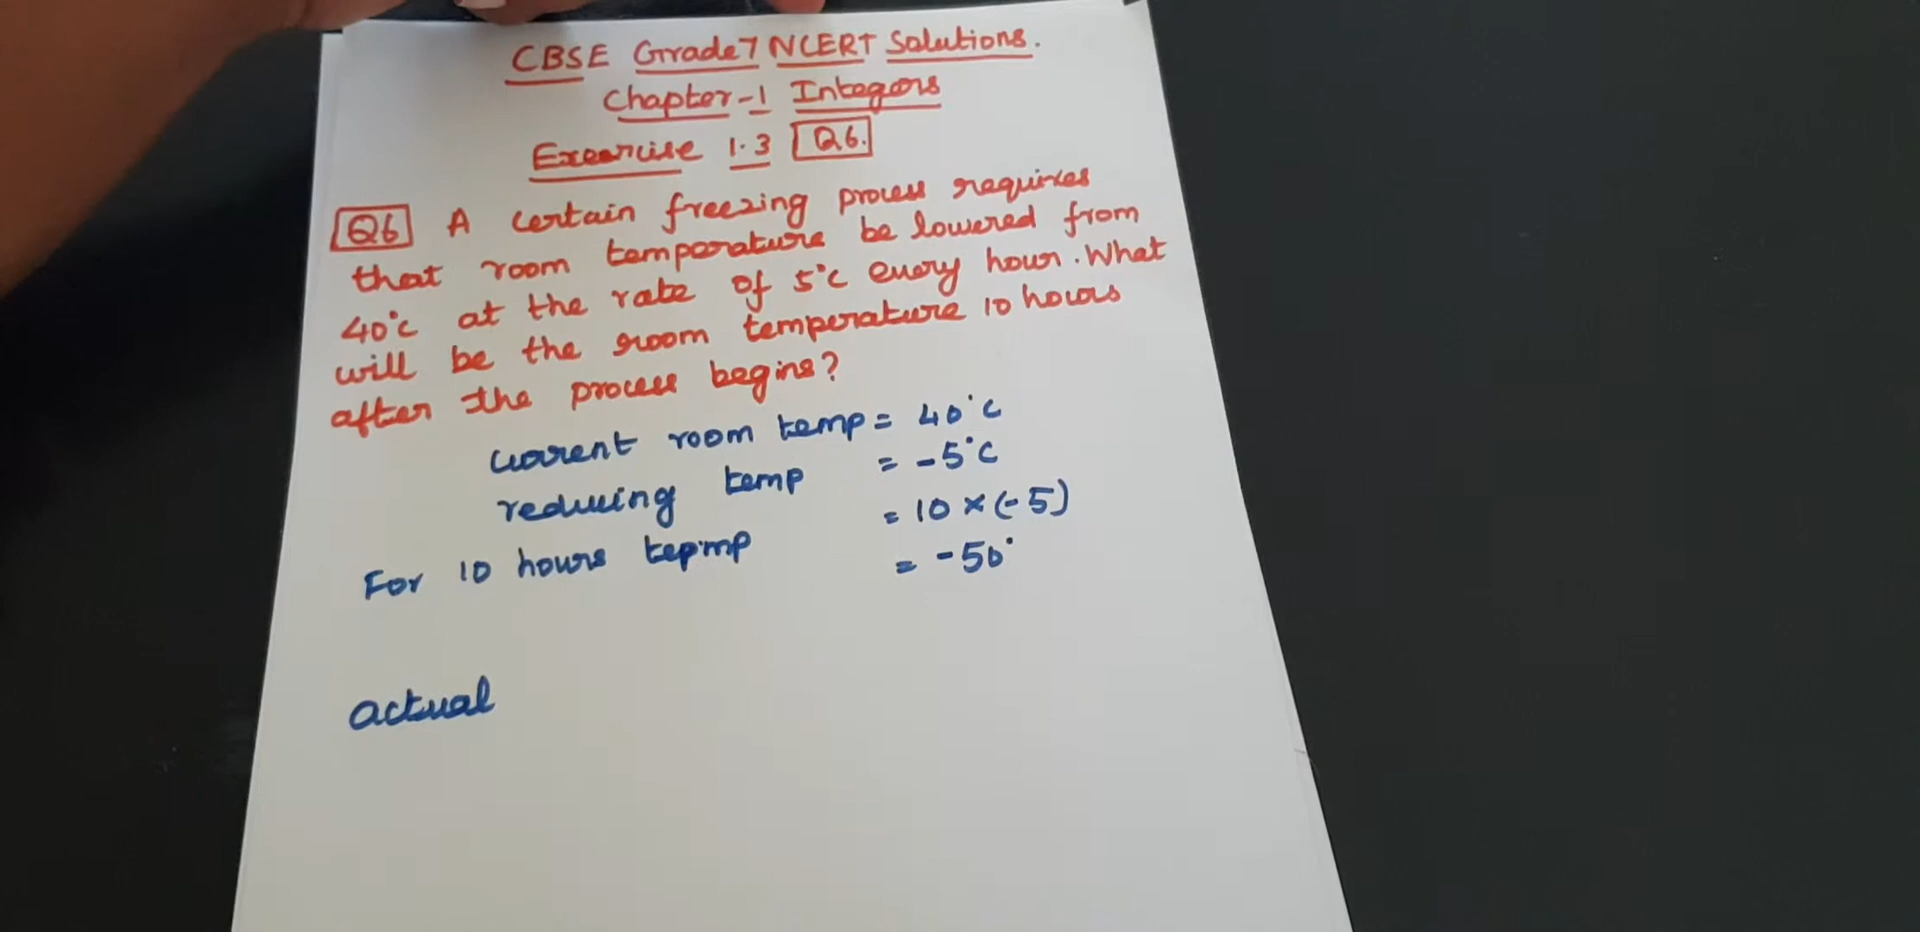 CBSE Grade 7 NCERT Solutions.
Chapter-1 Integers
Exercise 1.3 Q6.
Q6 A certain freezing process requires
that room temperature be lowered from
40°C at the rate of 5°C every hour. What
will be the room temperature 10 hours
after the process begins?
current room temp = 40°C
reducing temp = -5°C
For 10 hours tepmp = 10 × (-5)
= -50°
actual